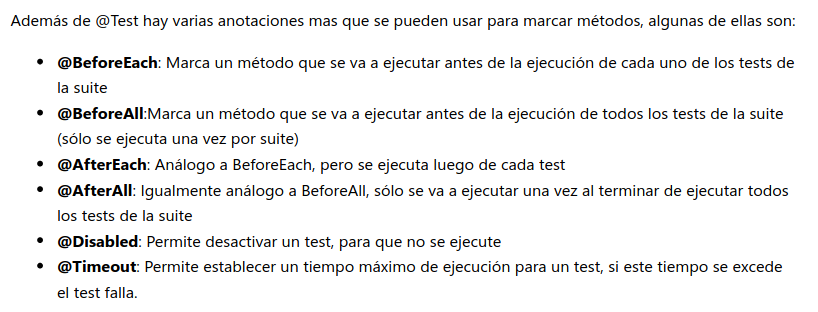 Además de @Test hay varias anotaciones mas que se pueden usar para marcar métodos, algunas de ellas son:
• @BeforeEach: Marca un método que se va a ejecutar antes de la ejecución de cada uno de los tests de
la suite
• @BeforeAll:Marca un método que se va a ejecutar antes de la ejecución de todos los tests de la suite
(sólo se ejecuta una vez por suite)
• @AfterEach: Análogo a BeforeEach, pero se ejecuta luego de cada test
• @AfterAll: Igualmente análogo a BeforeAll, sólo se va a ejecutar una vez al terminar de ejecutar todos
los tests de la suite
• @Disabled: Permite desactivar un test, para que no se ejecute
• @Timeout: Permite establecer un tiempo máximo de ejecución para un test, si este tiempo se excede
el test falla.